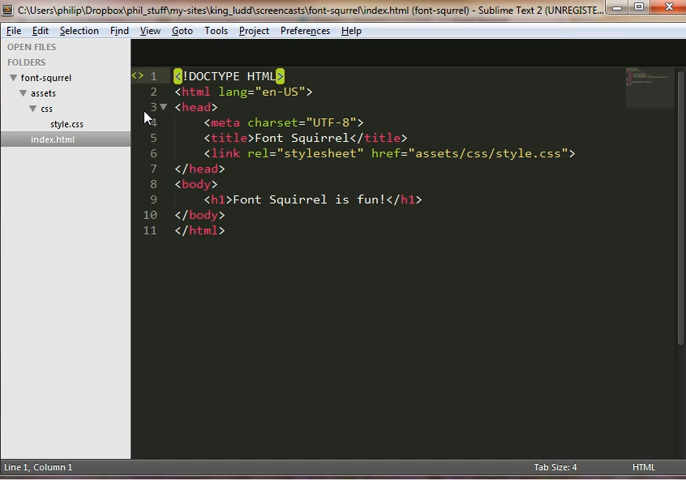 C:\Users\philip\Dropbox\phil_stuff\my-sites\king_ludd\screencasts\font-squrrel\index.html (font-squrrel) - Sublime Text 2 (UNREGISTE...
File Edit Selection Find View Goto Tools Project Preferences Help
OPEN FILES
FOLDERS
font-squrrel
assets
css
style.css
index.html
1 <!DOCTYPE HTML>
2 <html lang="en-US">
3 <head>
4 <meta charset="UTF-8">
5 <title>Font Squirrel</title>
6 <link rel="stylesheet" href="assets/css/style.css">
7 </head>
8 <body>
9 <h1>Font Squirrel is fun!</h1>
10 </body>
11 </html>
Line 1, Column 1 Tab Size: 4 HTML